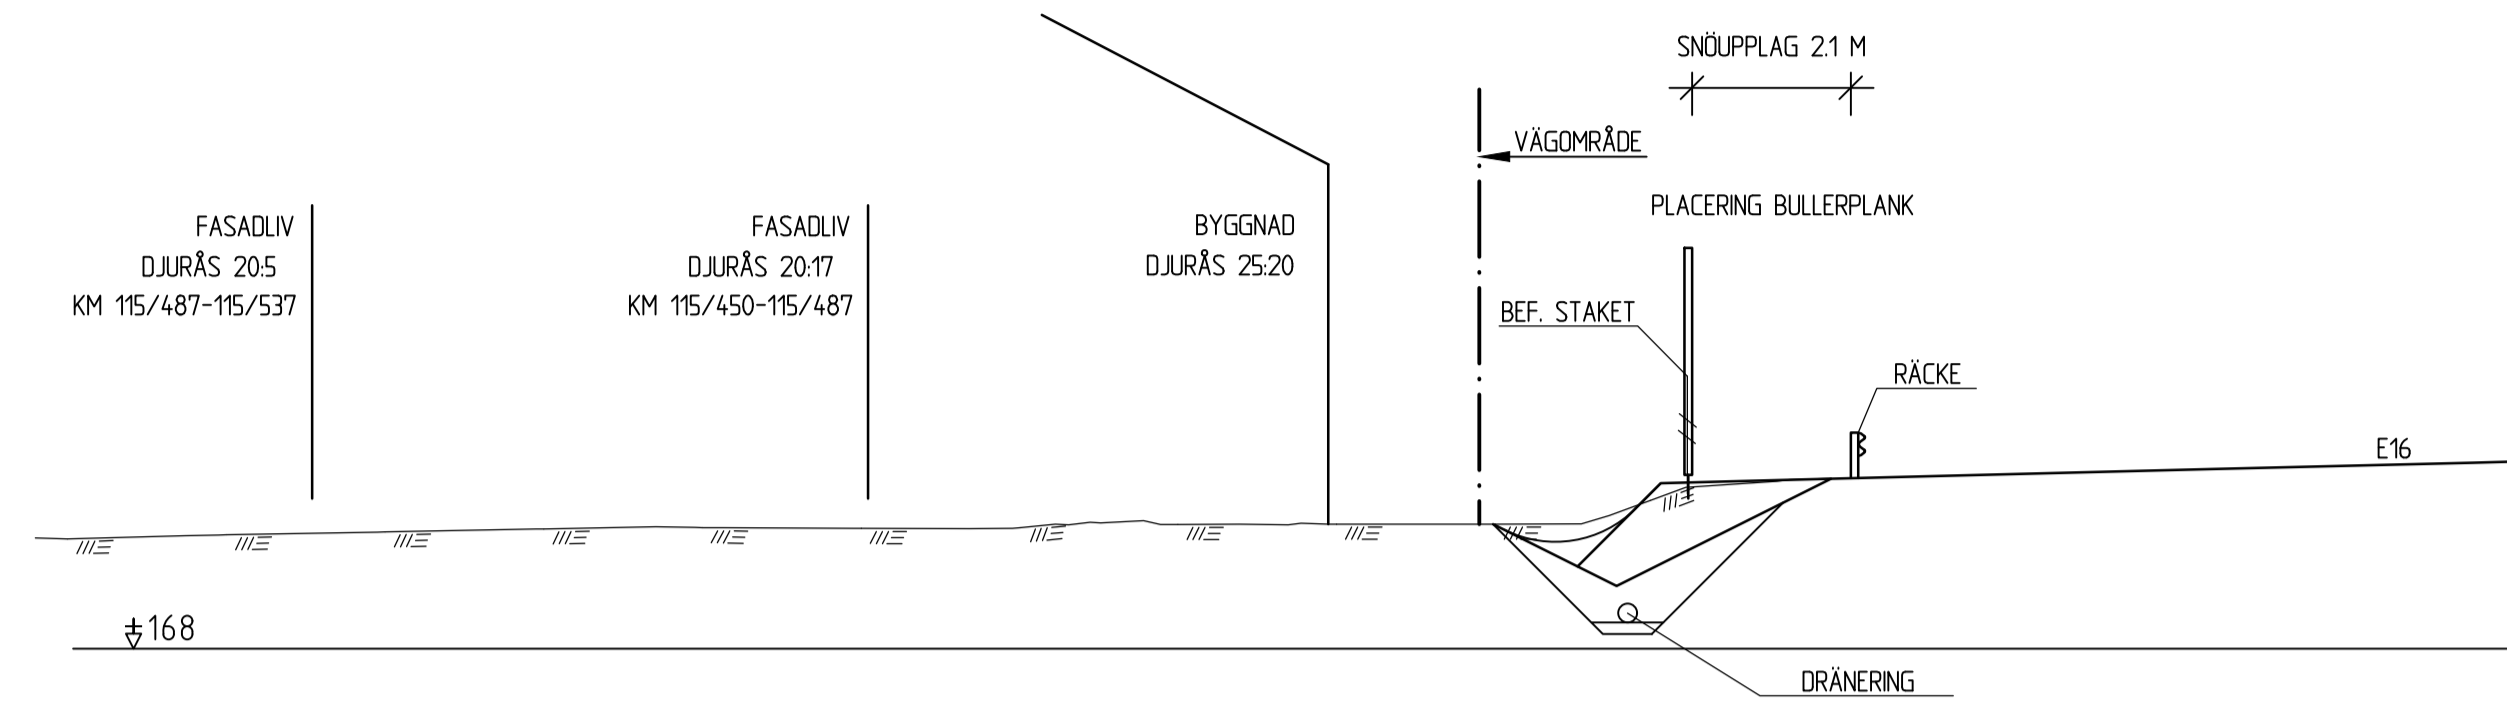 SNÖUPPLAG 2.1 M
VÄGOMRÅDE
PLACERING BULLERPLANK
FASADLIV
DJURÅS 20:5
KM 115/487-115/537
FASADLIV
DJURÅS 20:17
KM 115/450-115/487
BYGGNAD
DJURÅS 25:20
BEF. STAKET
RÄCKE
E16
+168
DRÄNERING